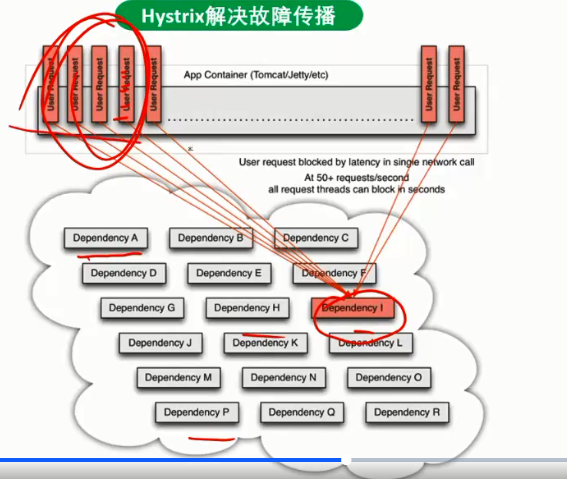 Hystrix解决故障传播
User Request
User Request
User Request
User Request
User Request
User Request
User Request
App Container (Tomcat/Jetty/etc)
User request blocked by latency in single network call
At 50+ requests/second
all request threads can block in seconds
Dependency A
Dependency B
Dependency C
Dependency D
Dependency E
Dependency F
Dependency G
Dependency H
Dependency I
Dependency J
Dependency K
Dependency L
Dependency M
Dependency N
Dependency O
Dependency P
Dependency Q
Dependency R